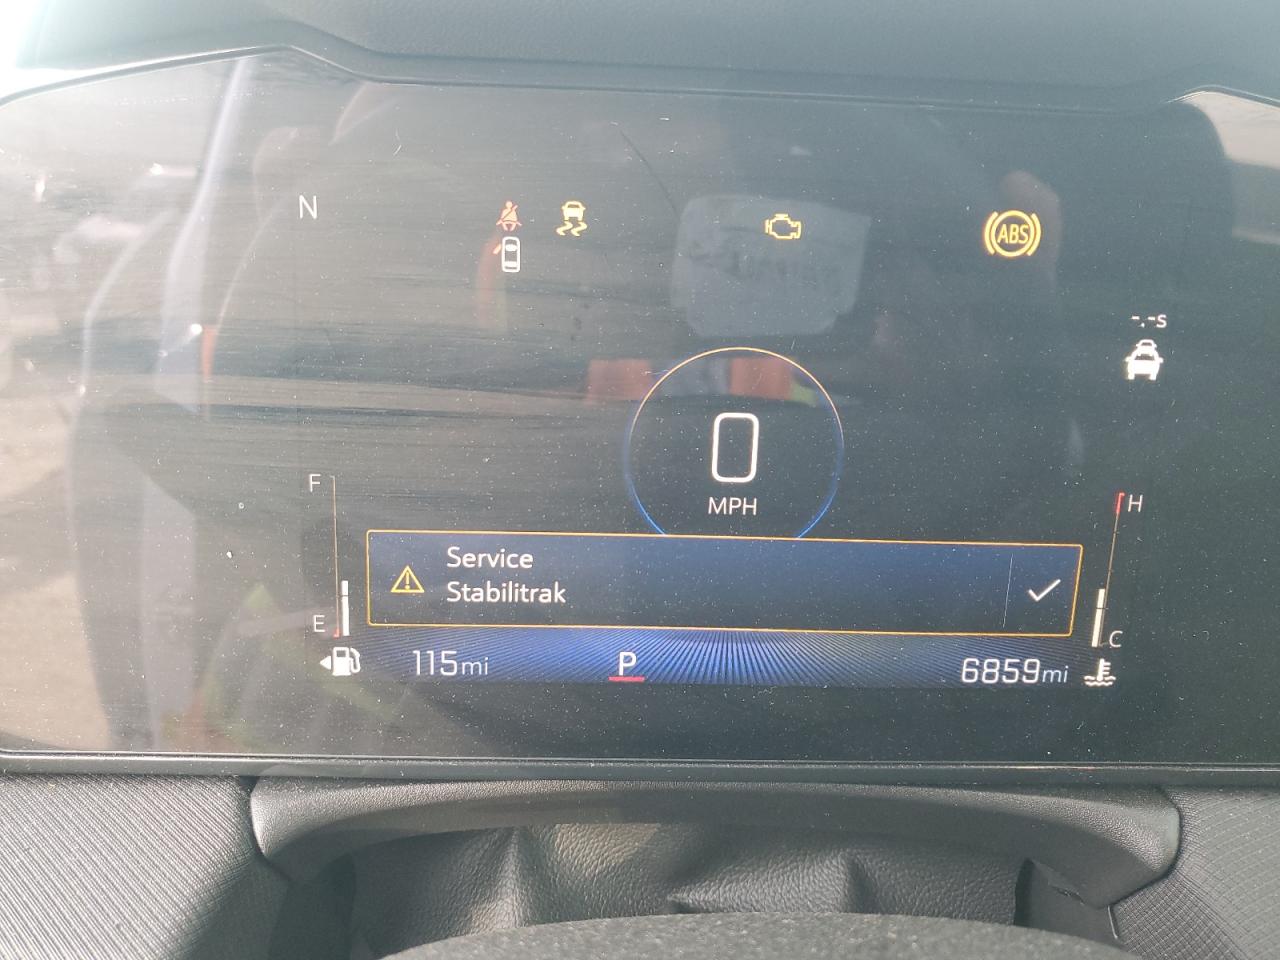 N
ABS
-.-s
0
MPH
F
H
Service
Stabilitrak
E
C
115mi
P
6859mi